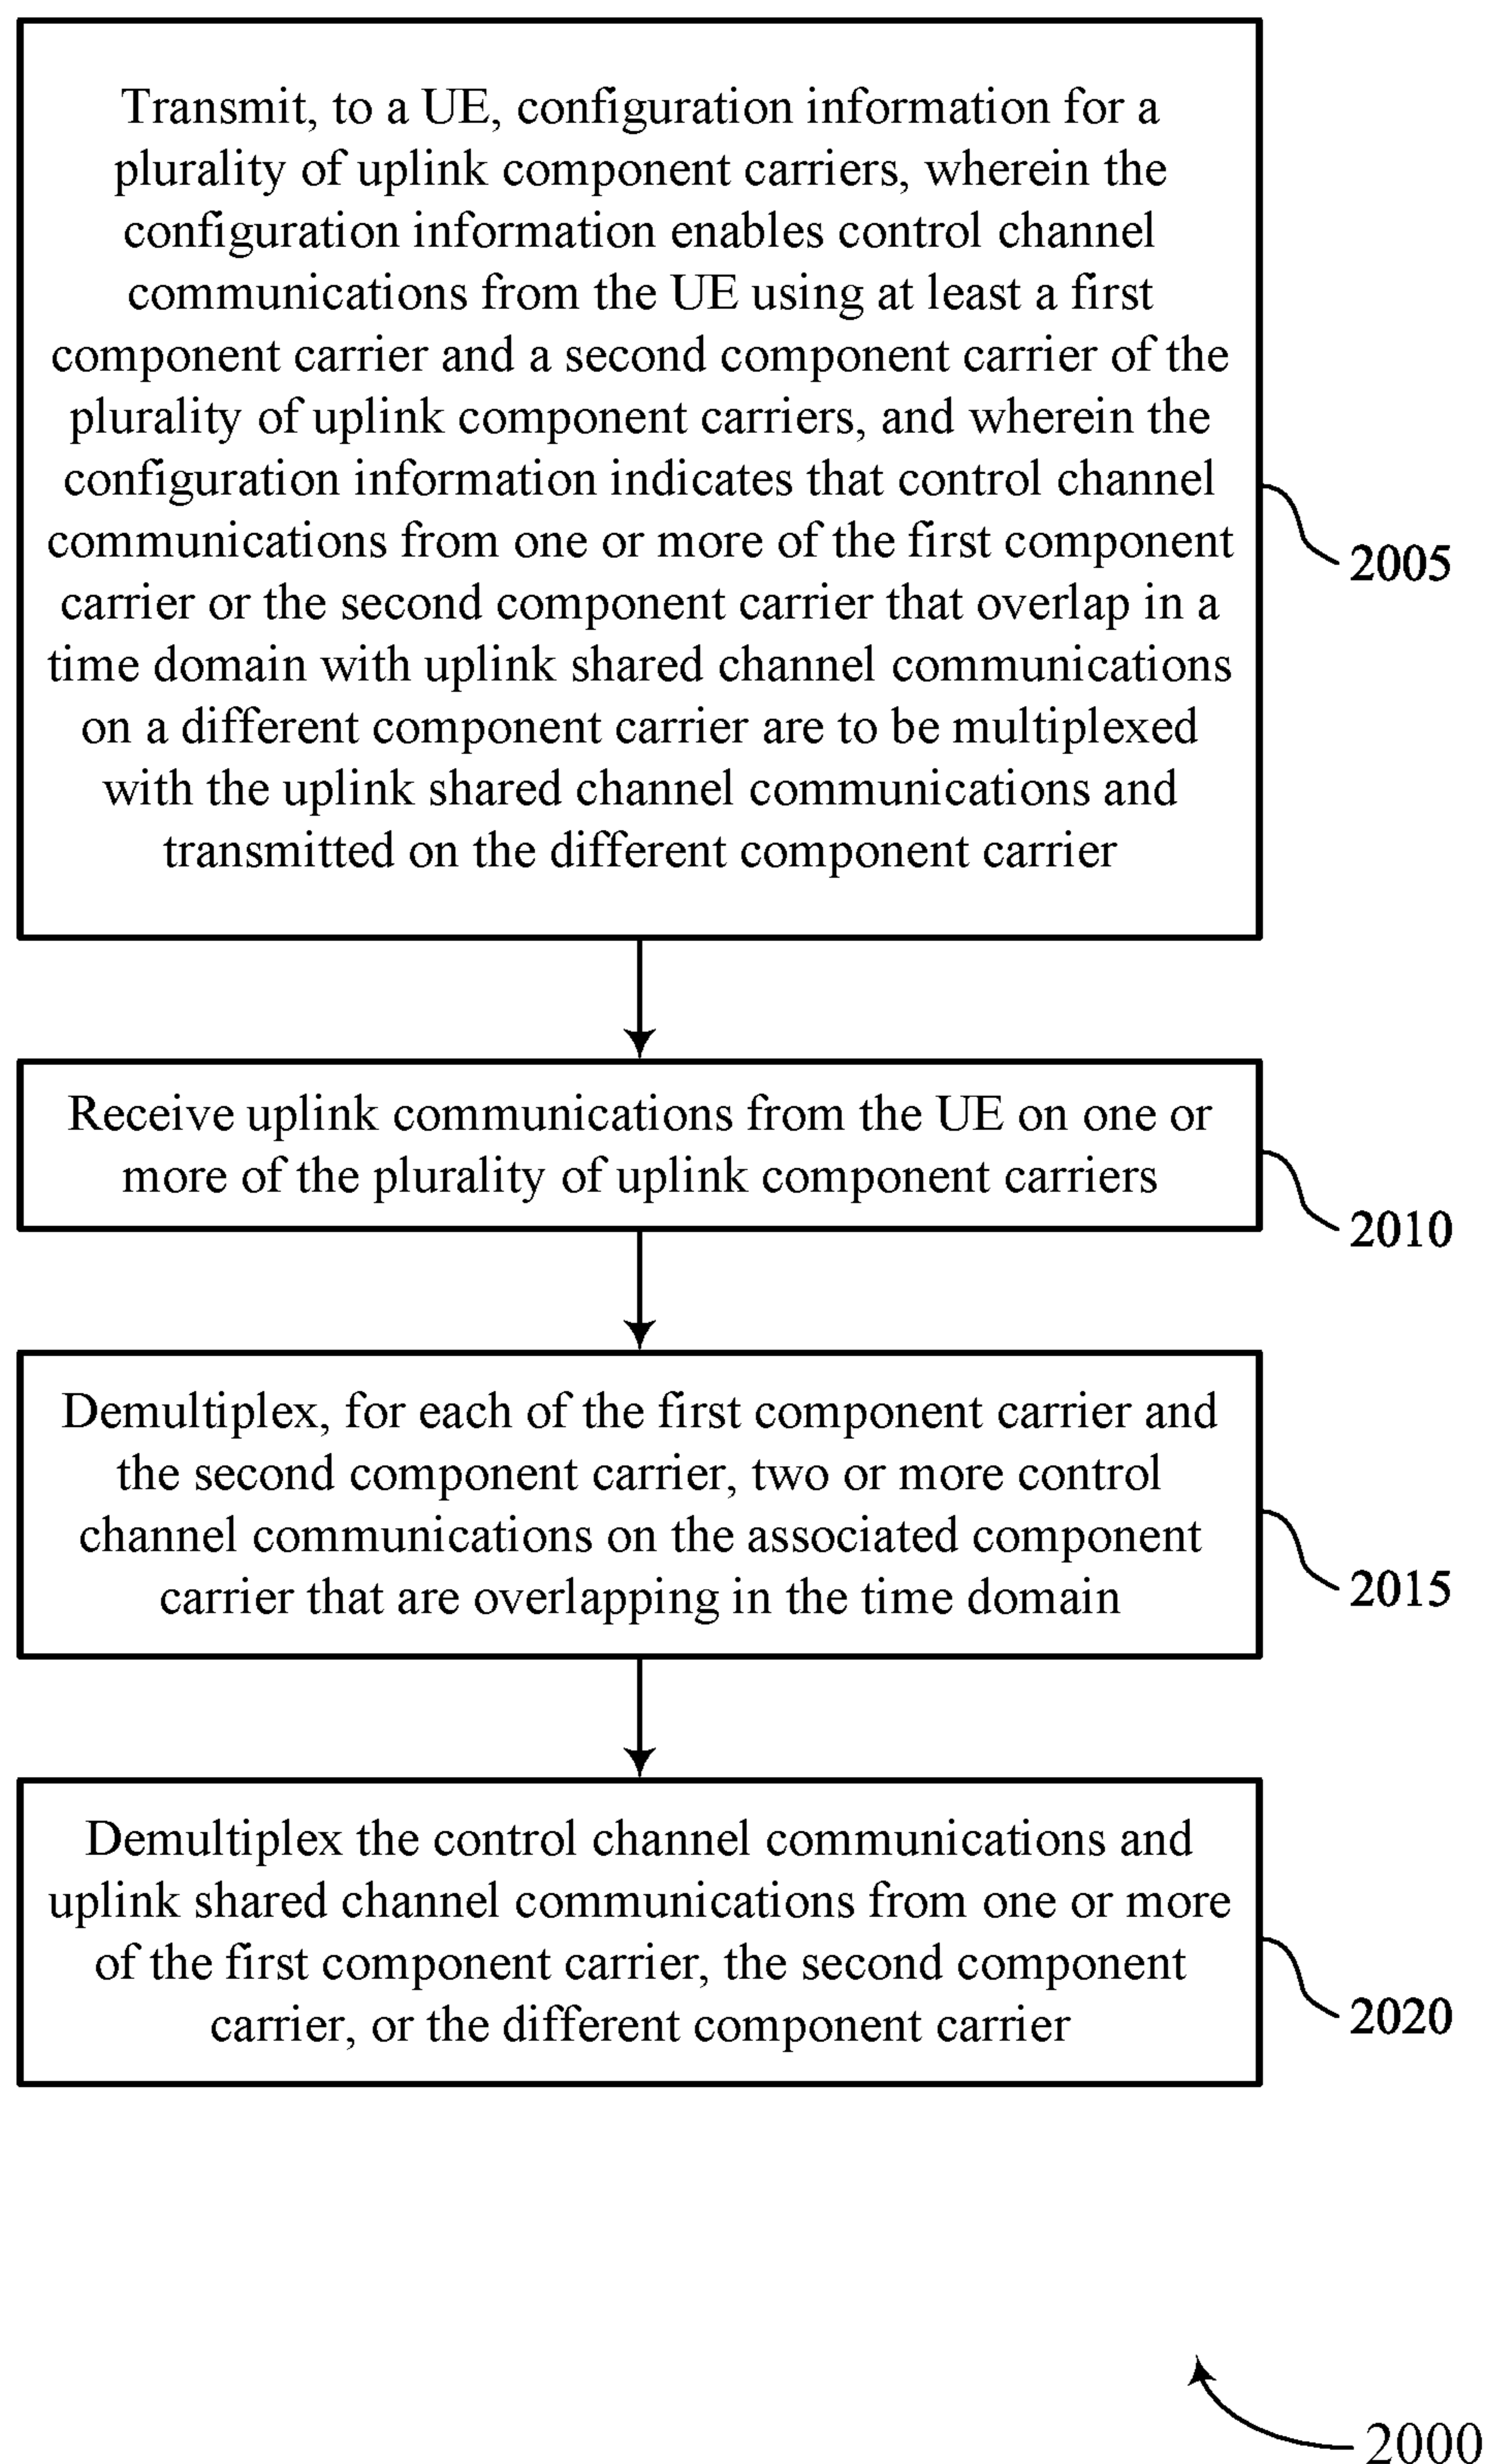 Transmit, to a UE, configuration information for a
plurality of uplink component carriers, wherein the
configuration information enables control channel
communications from the UE using at least a first
component carrier and a second component carrier of the
plurality of uplink component carriers, and wherein the
configuration information indicates that control channel
communications from one or more of the first component
carrier or the second component carrier that overlap in a
time domain with uplink shared channel communications
on a different component carrier are to be multiplexed
with the uplink shared channel communications and
transmitted on the different component carrier
2005
Receive uplink communications from the UE on one or
more of the plurality of uplink component carriers
2010
Demultiplex, for each of the first component carrier and
the second component carrier, two or more control
channel communications on the associated component
carrier that are overlapping in the time domain
2015
Demultiplex the control channel communications and
uplink shared channel communications from one or more
of the first component carrier, the second component
carrier, or the different component carrier
2020
2000